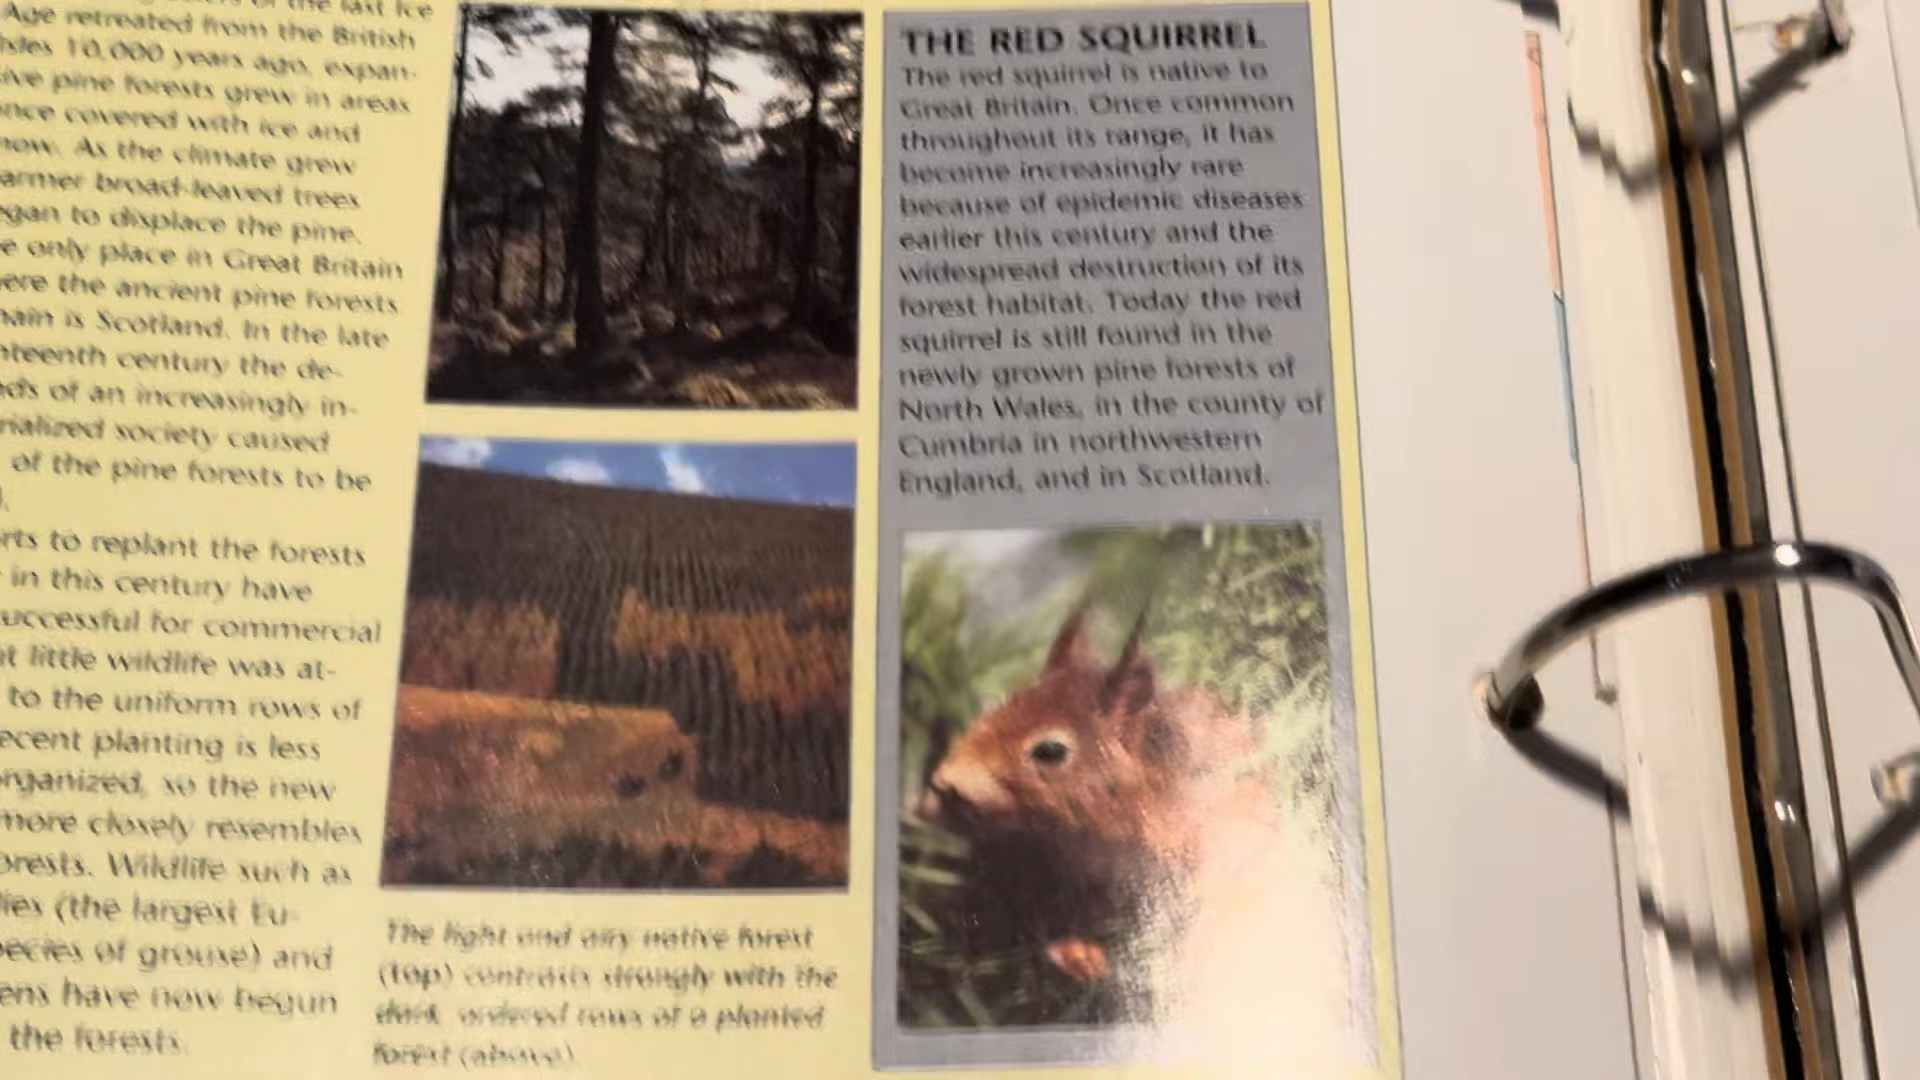 of the last Ice
Age retreated from the British
Isles 10,000 years ago, expan-
sive pine forests grew in areas
once covered with ice and
now. As the climate grew
armer broad-leaved trees
egan to displace the pine.
e only place in Great Britain
ere the ancient pine forests
main is Scotland. In the late
nteenth century the de-
nds of an increasingly in-
rialized society caused
of the pine forests to be
rts to replant the forests
in this century have
uccessful for commercial
t little wildlife was at-
to the uniform rows of
ecent planting is less
organized, so the new
more closely resembles
orests. Wildlife such as
lies (the largest Eu-
pecies of grouse) and
ens have now begun
the forests.
The light and airy native forest
(top) contrasts strongly with the
dark, ordered rows of a planted
forest (above).
THE RED SQUIRREL
The red squirrel is native to
Great Britain. Once common
throughout its range, it has
become increasingly rare
because of epidemic diseases
earlier this century and the
widespread destruction of its
forest habitat. Today the red
squirrel is still found in the
newly grown pine forests of
North Wales, in the county of
Cumbria in northwestern
England, and in Scotland.